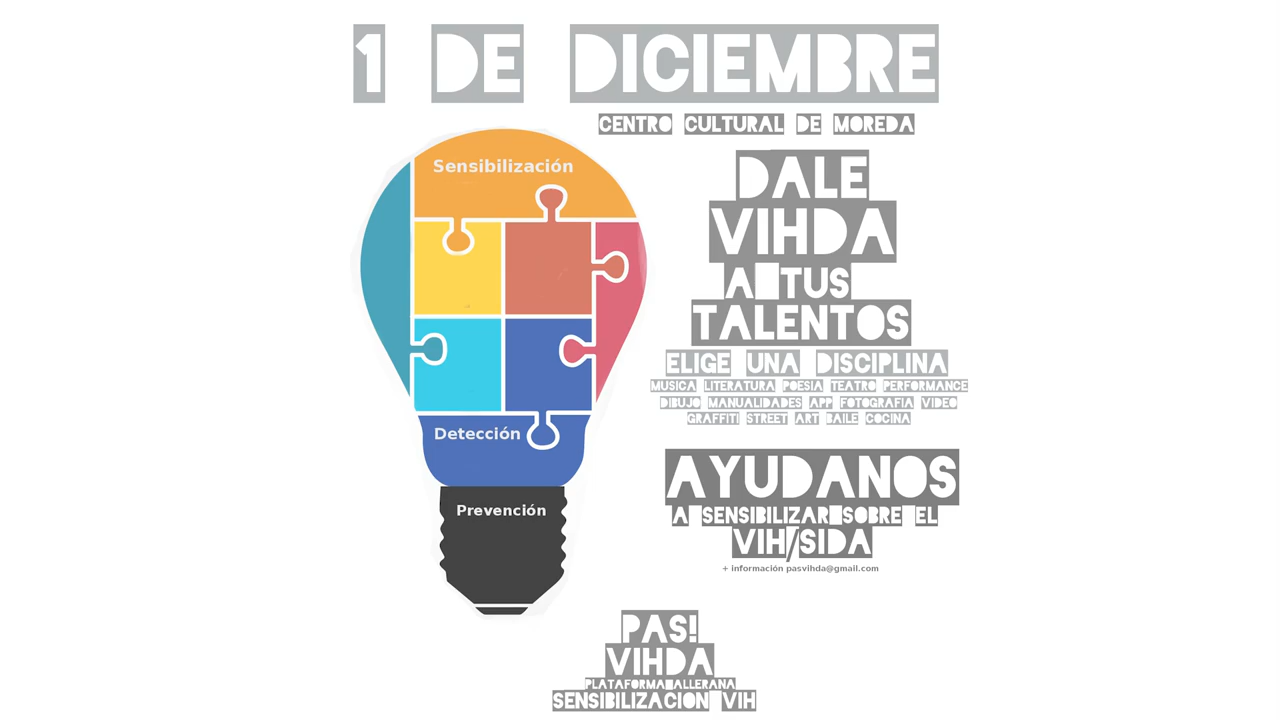 1 DE DICIEMBRE
CENTRO CULTURAL DE MOREDA
Sensibilización
DALE
VIHDA
A TUS
TALENTOS
ELIGE UNA DISCIPLINA
MUSICA LITERATURA POESIA TEATRO PERFORMANCE
DIBUJO MANUALIDADES APP FOTOGRAFIA VIDEO
GRAFFITI STREET ART BAILE COCINA
Detección
AYUDANOS
Prevención
A SENSIBILIZAR SOBRE EL
VIH/SIDA
+ información pasvihda@gmail.com
PAS!
VIHDA
PLATAFORMA ALLERANA
SENSIBILIZACION VIH